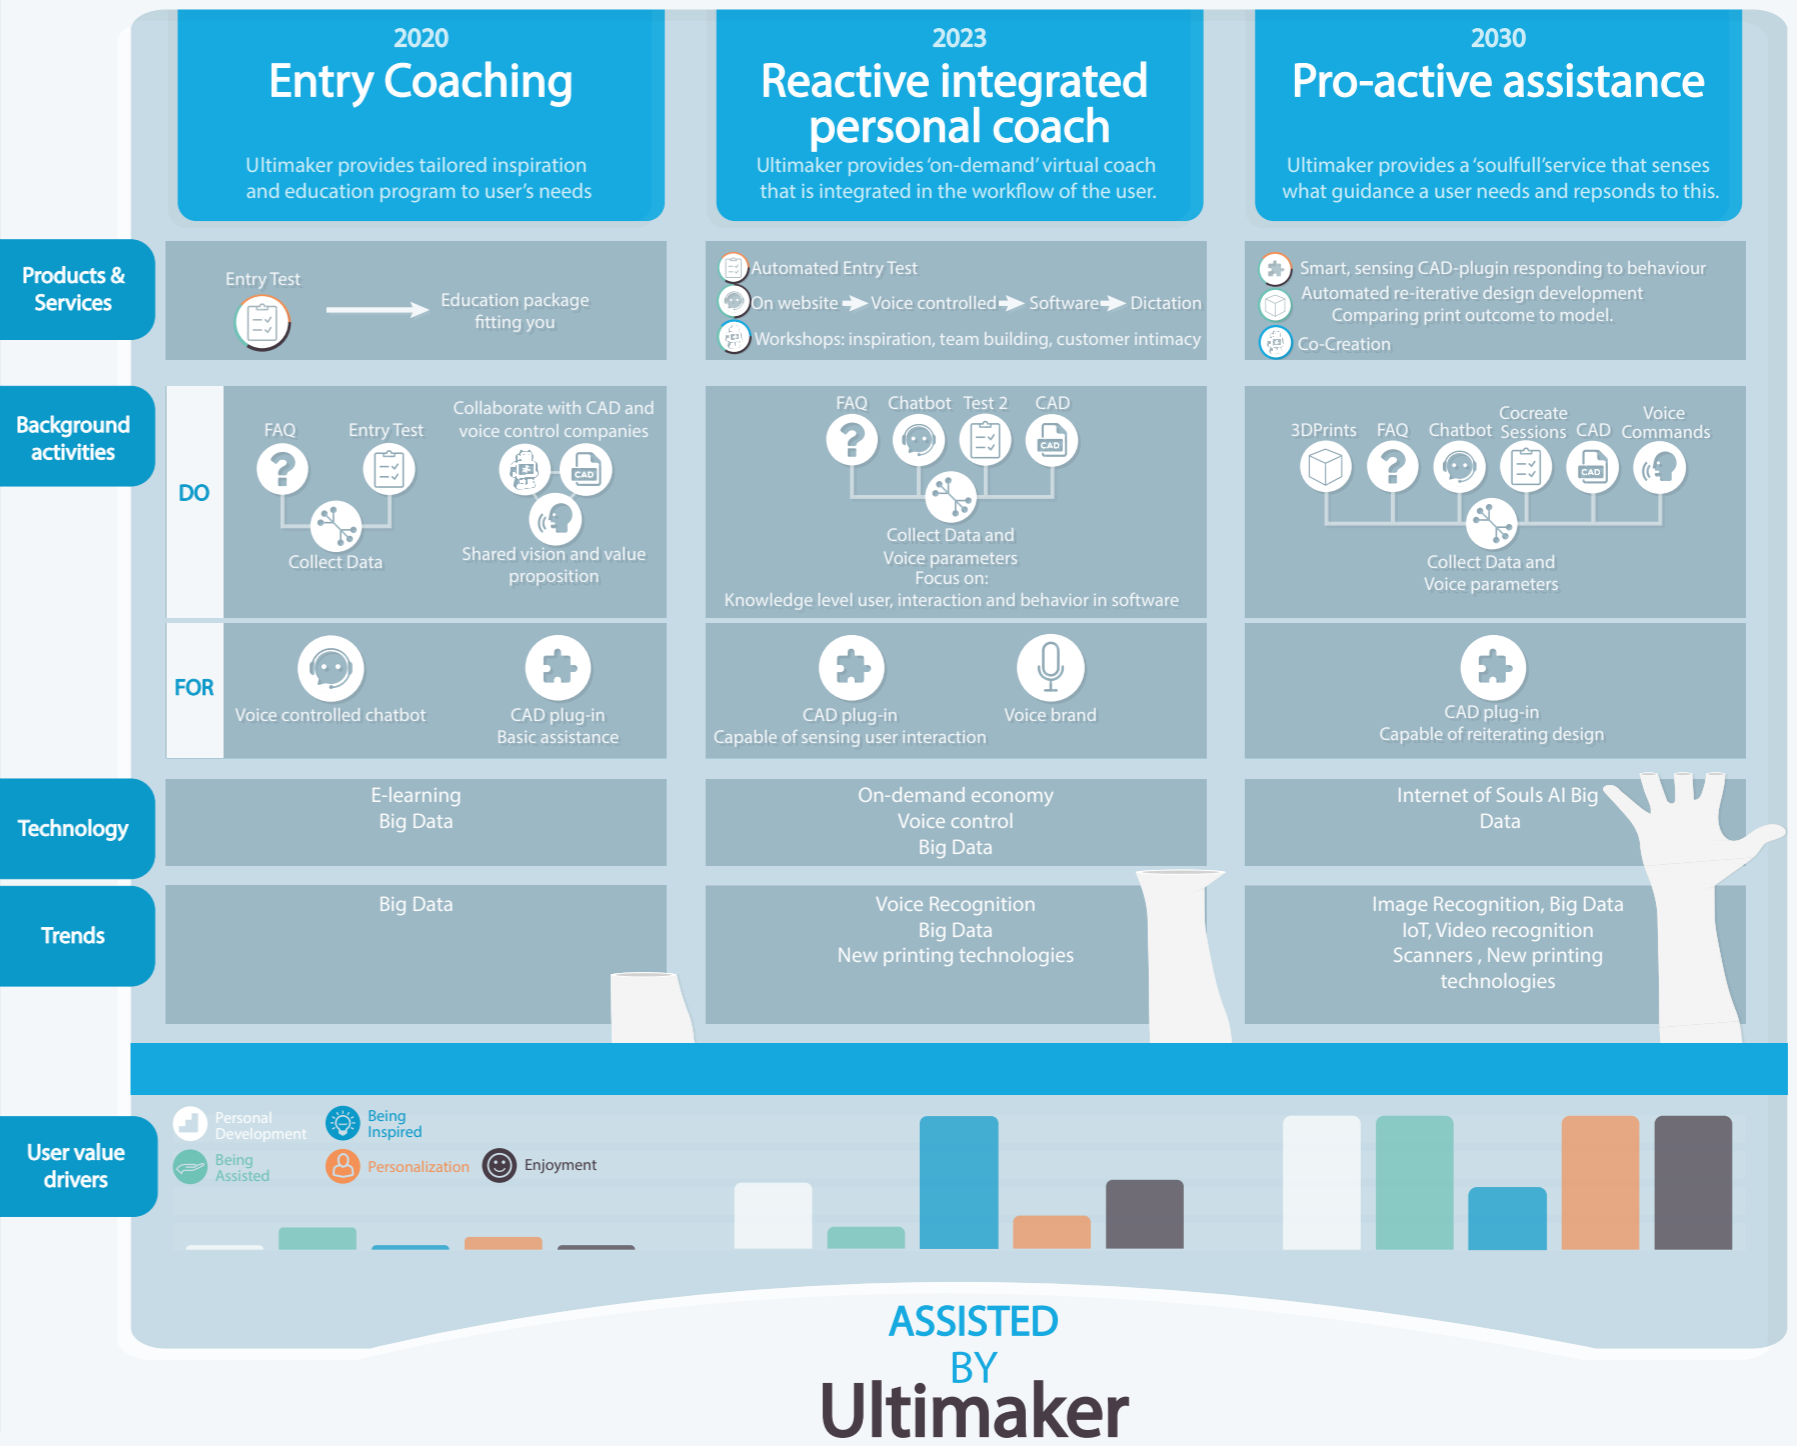 2020
Entry Coaching
Ultimaker provides tailored inspiration
and education program to user's needs
2023
Reactive integrated
personal coach
Ultimaker provides ‘on-demand’ virtual coach
that is integrated in the workflow of the user.
2030
Pro-active assistance
Ultimaker provides a ‘soulfull’service that senses
what guidance a user needs and repsonds to this.
Products &
Services
Entry Test
Education package
fitting you
Automated Entry Test
On website Voice controlled Software Dictation
Workshops: inspiration, team building, customer intimacy
Smart, sensing CAD-plugin responding to behaviour
Automated re-iterative design development
Comparing print outcome to model.
Co-Creation
Background
activities
DO
FAQ
Entry Test
Collect Data
Collaborate with CAD and
voice control companies
CAD
Shared vision and value
proposition
FAQ Chatbot Test 2 CAD
CAD
Collect Data and
Voice parameters
Focus on:
Knowledge level user, interaction and behavior in software
3DPrints FAQ Chatbot
Cocreate
Sessions
CAD
Voice
Commands
CAD
Collect Data and
Voice parameters
FOR
Voice controlled chatbot
CAD plug-in
Basic assistance
CAD plug-in
Capable of sensing user interaction
Voice brand
CAD plug-in
Capable of reiterating design
Technology
E-learning
Big Data
On-demand economy
Voice control
Big Data
Internet of Souls AI Big
Data
Trends
Big Data
Voice Recognition
Big Data
New printing technologies
Image Recognition, Big Data
IoT, Video recognition
Scanners , New printing
technologies
User value
drivers
Personal
Development
Being
Inspired
Being
Assisted
Personalization
Enjoyment
ASSISTED
BY
Ultimaker